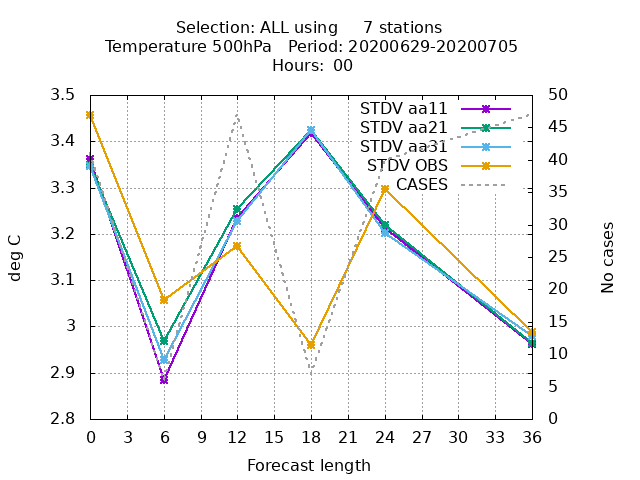 Selection: ALL using 7 stations
Temperature 500hPa Period: 20200629-20200705
Hours: 00
STDV aa11
STDV aa21
STDV aa31
STDV OBS
CASES
3.5
3.4
3.3
3.2
3.1
3
2.9
2.8
deg C
50
45
40
35
30
25
20
15
10
5
0
No cases
0 3 6 9 12 15 18 21 24 27 30 33 36
Forecast length